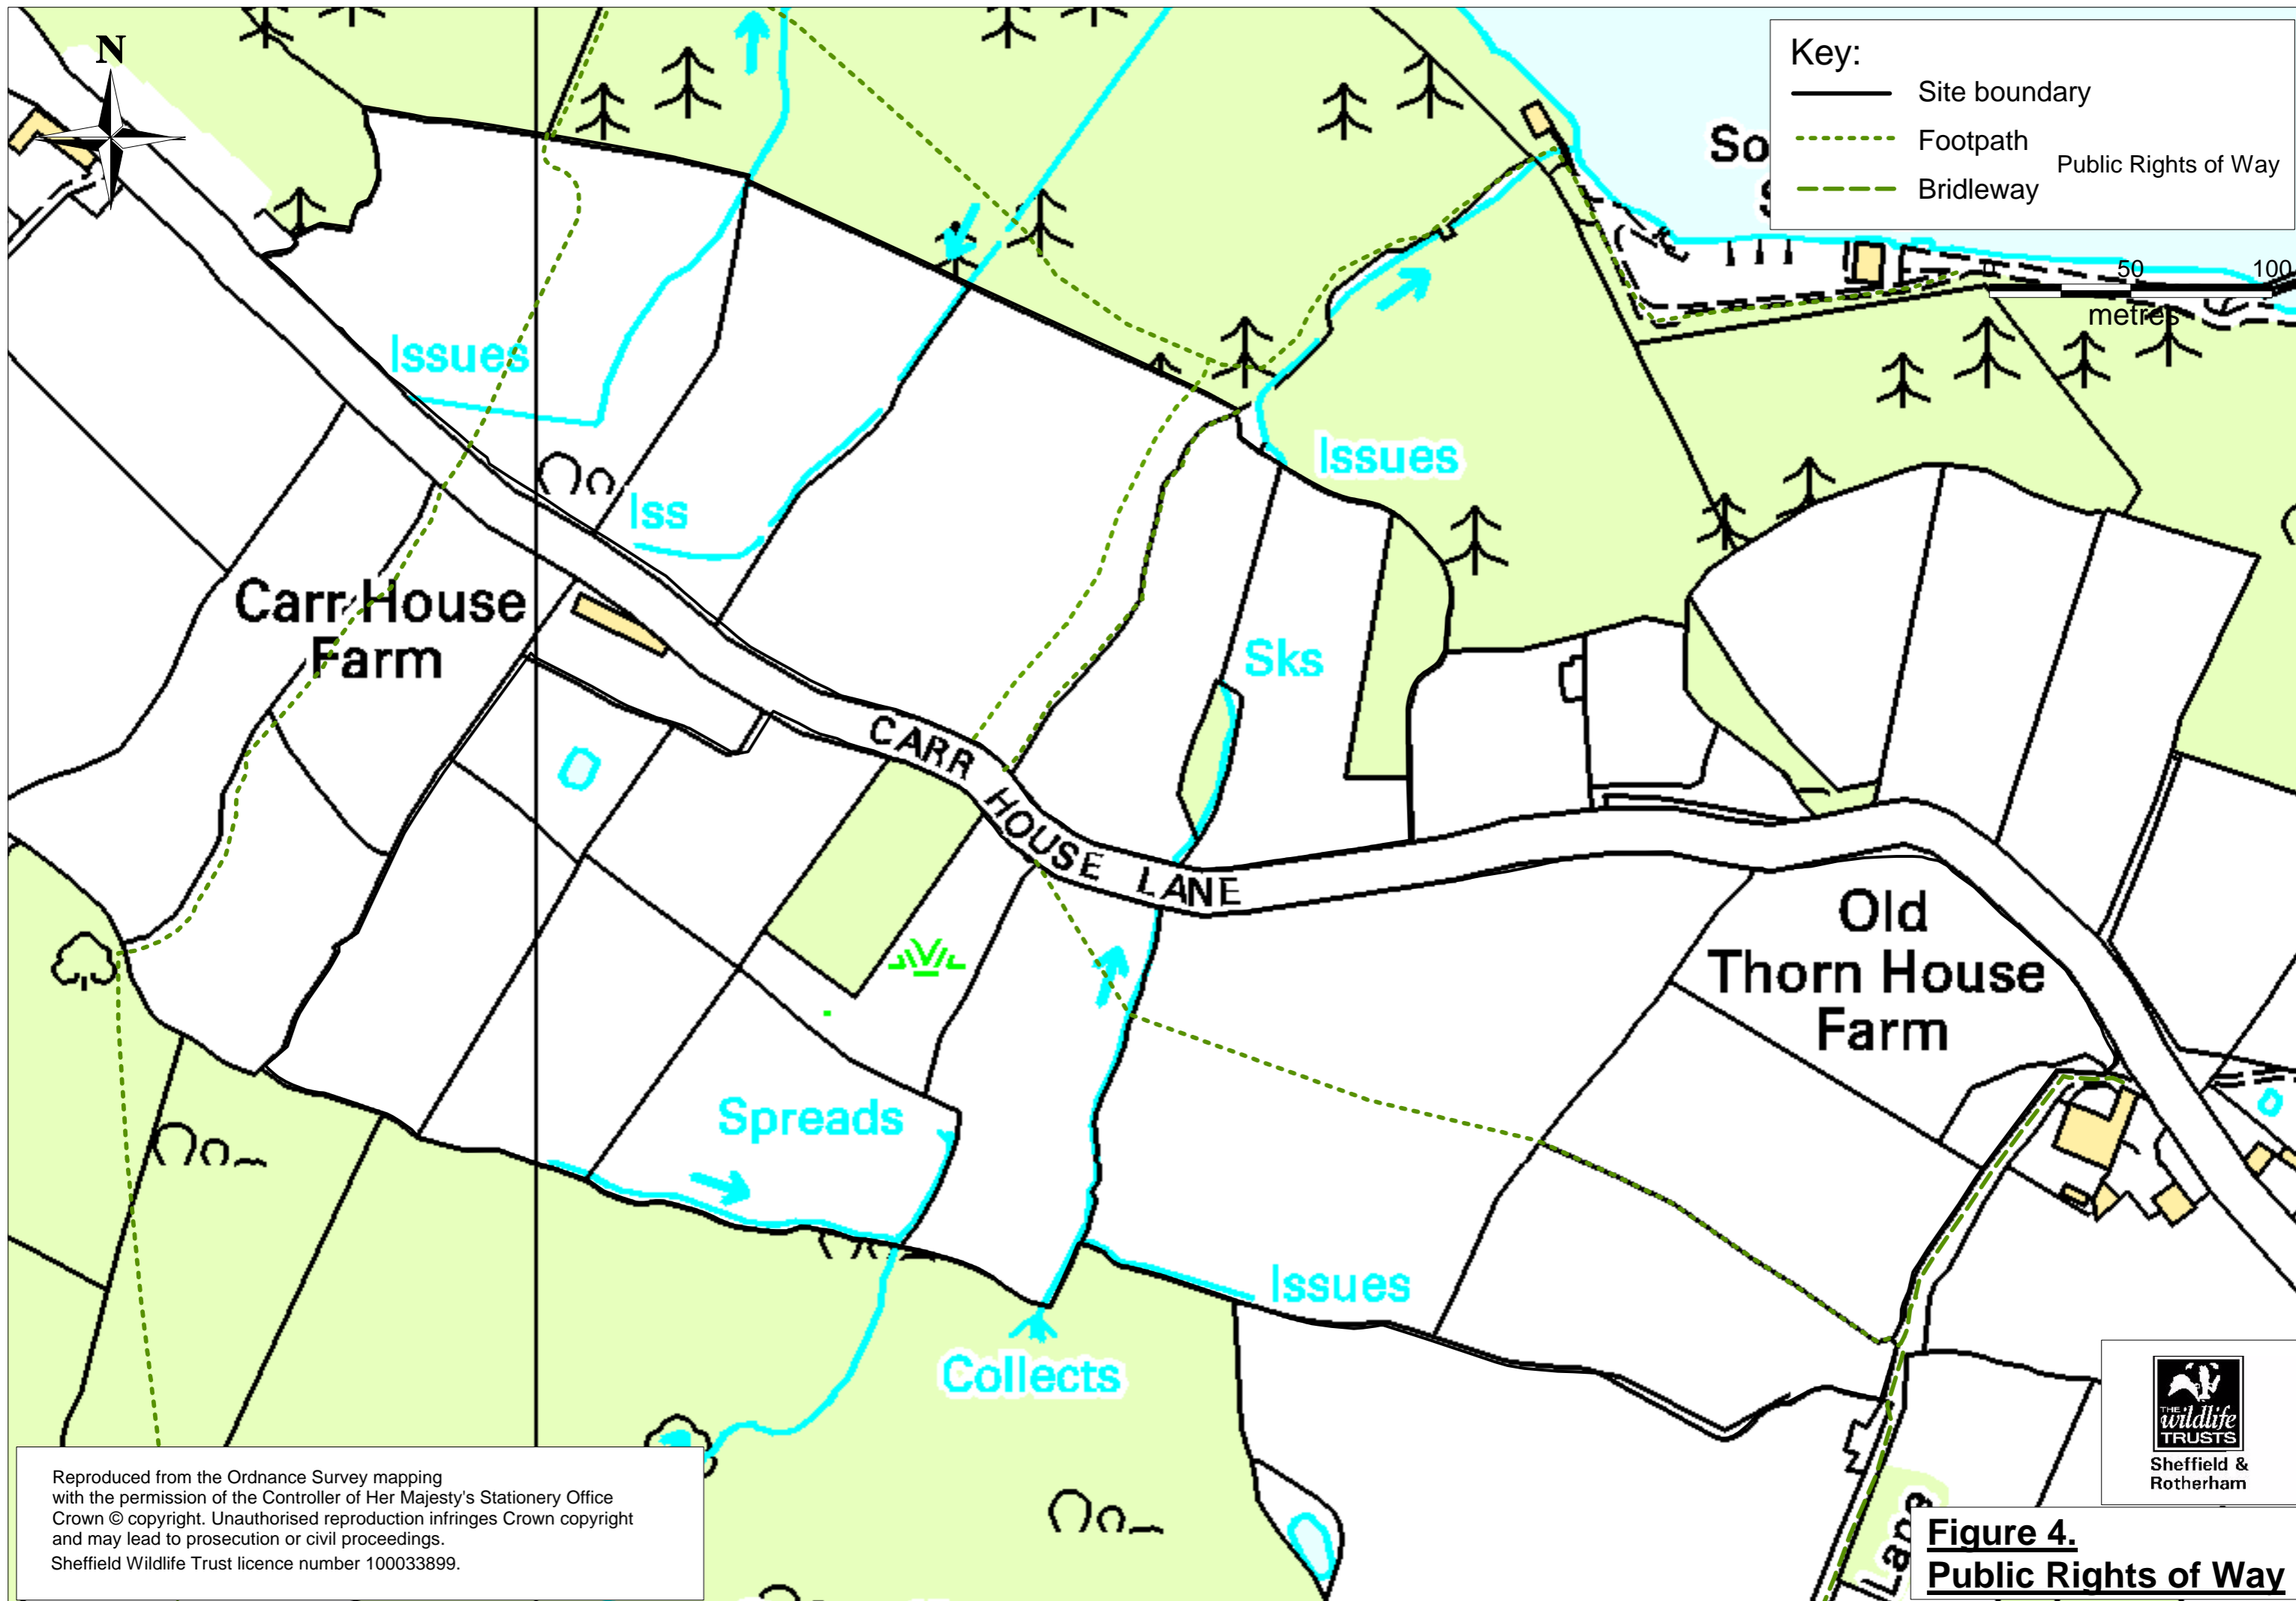 N
Key:
Site boundary
Footpath
Public Rights of Way
Bridleway
So
0 50 100
metres
Issues
Issues
Iss
Carr House
Farm
Sks
CARR HOUSE LANE
Old
Thorn House
Farm
Spreads
Issues
Collects
THE
wildlife
TRUSTS
Sheffield &
Rotherham
Lane
Reproduced from the Ordnance Survey mapping
with the permission of the Controller of Her Majesty's Stationery Office
Crown © copyright. Unauthorised reproduction infringes Crown copyright
and may lead to prosecution or civil proceedings.
Sheffield Wildlife Trust licence number 100033899.
Figure 4.
Public Rights of Way